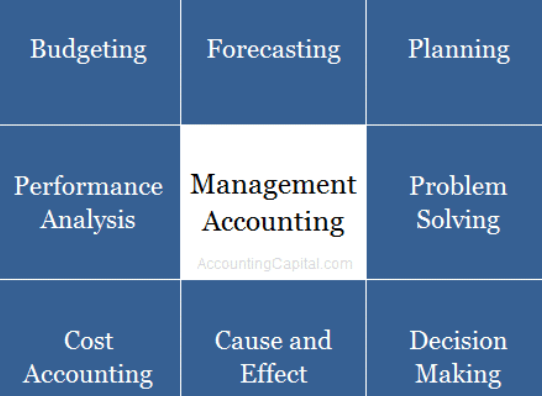 Budgeting
Forecasting
Planning
Performance
Analysis
Management
Accounting
AccountingCapital.com
Problem
Solving
Cost
Accounting
Cause and
Effect
Decision
Making